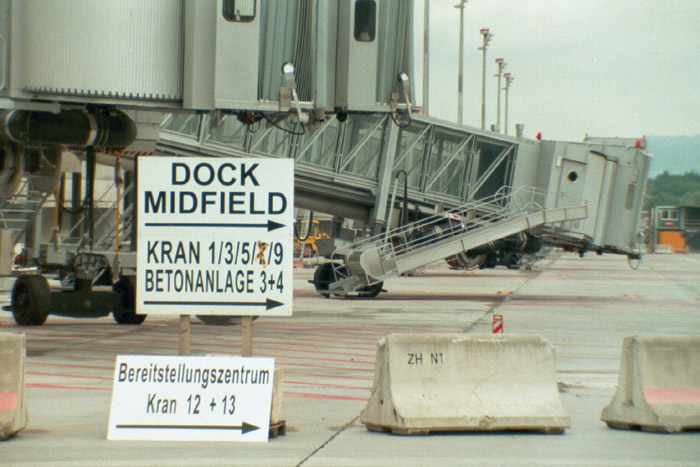 DOCK
MIDFIELD
KRAN 1/3/5/7/9
BETONANLAGE 3+4
Bereitstellungszentrum
Kran 12 + 13
ZH N1